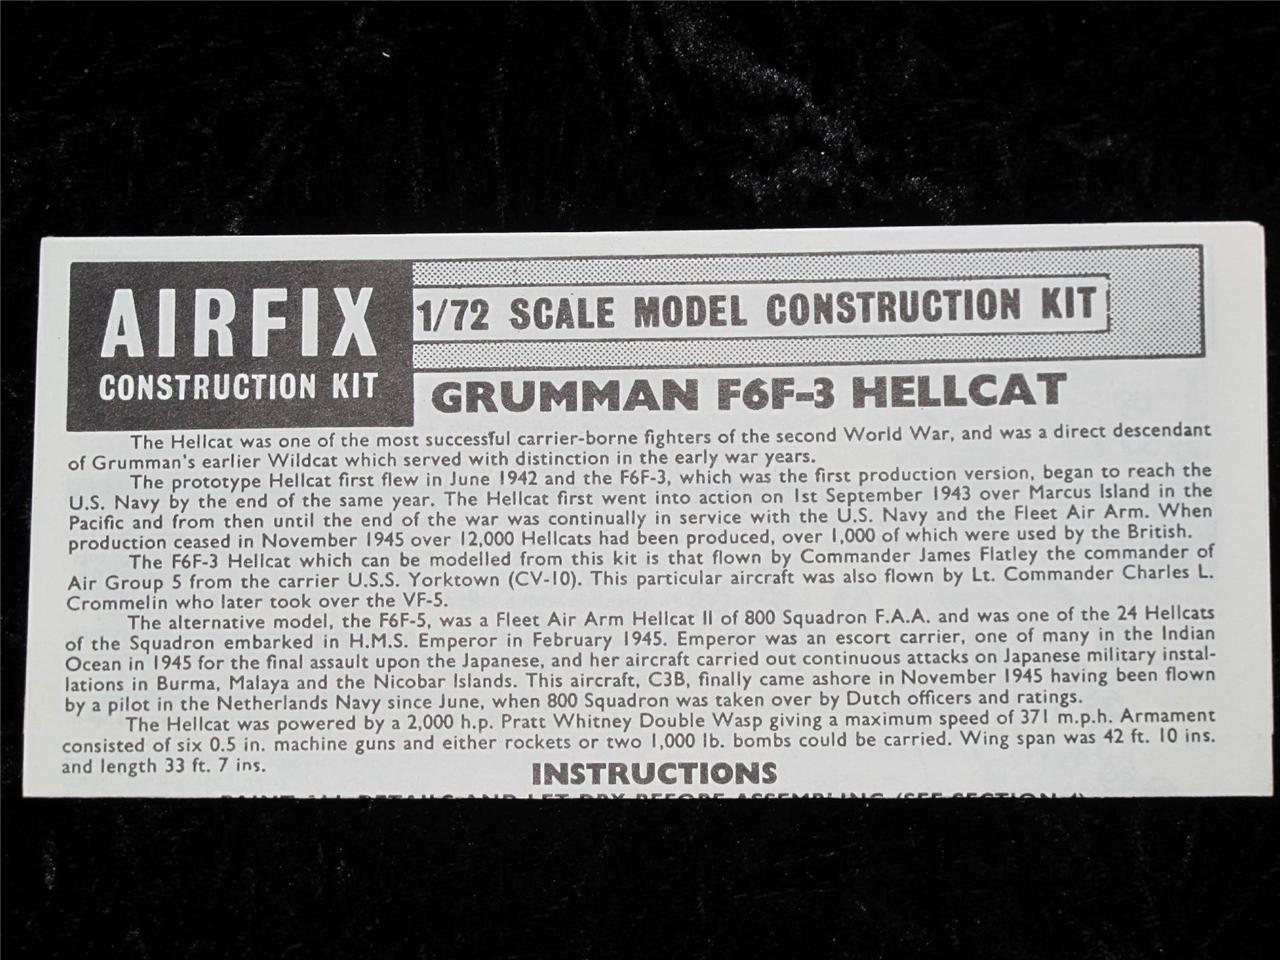 AIRFIX
CONSTRUCTION KIT
1/72 SCALE MODEL CONSTRUCTION KIT
GRUMMAN F6F-3 HELLCAT
The Hellcat was one of the most successful carrier-borne fighters of the second World War, and was a direct descendant
of Grumman's earlier Wildcat which served with distinction in the early war years.
The prototype Hellcat first flew in June 1942 and the F6F-3, which was the first production version, began to reach the
U.S. Navy by the end of the same year. The Hellcat first went into action on 1st September 1943 over Marcus Island in the
Pacific and from then until the end of the war was continually in service with the U.S. Navy and the Fleet Air Arm. When
production ceased in November 1945 over 12,000 Hellcats had been produced, over 1,000 of which were used by the British.
The F6F-3 Hellcat which can be modelled from this kit is that flown by Commander James Flatley the commander of
Air Group 5 from the carrier U.S.S. Yorktown (CV-10). This particular aircraft was also flown by Lt. Commander Charles L.
Crommelin who later took over the VF-5.
The alternative model, the F6F-5, was a Fleet Air Arm Hellcat II of 800 Squadron F.A.A. and was one of the 24 Hellcats
of the Squadron embarked in H.M.S. Emperor in February 1945. Emperor was an escort carrier, one of many in the Indian
Ocean in 1945 for the final assault upon the Japanese, and her aircraft carried out continuous attacks on Japanese military instal-
lations in Burma, Malaya and the Nicobar Islands. This aircraft, C3B, finally came ashore in November 1945 having been flown
by a pilot in the Netherlands Navy since June, when 800 Squadron was taken over by Dutch officers and ratings.
The Hellcat was powered by a 2,000 h.p. Pratt Whitney Double Wasp giving a maximum speed of 371 m.p.h. Armament
consisted of six 0.5 in. machine guns and either rockets or two 1,000 lb. bombs could be carried. Wing span was 42 ft. 10 ins.
and length 33 ft. 7 ins.
INSTRUCTIONS
PAINT ALL DETAILS AND LET DRY BEFORE ASSEMBLING (SEE SECTION 4)